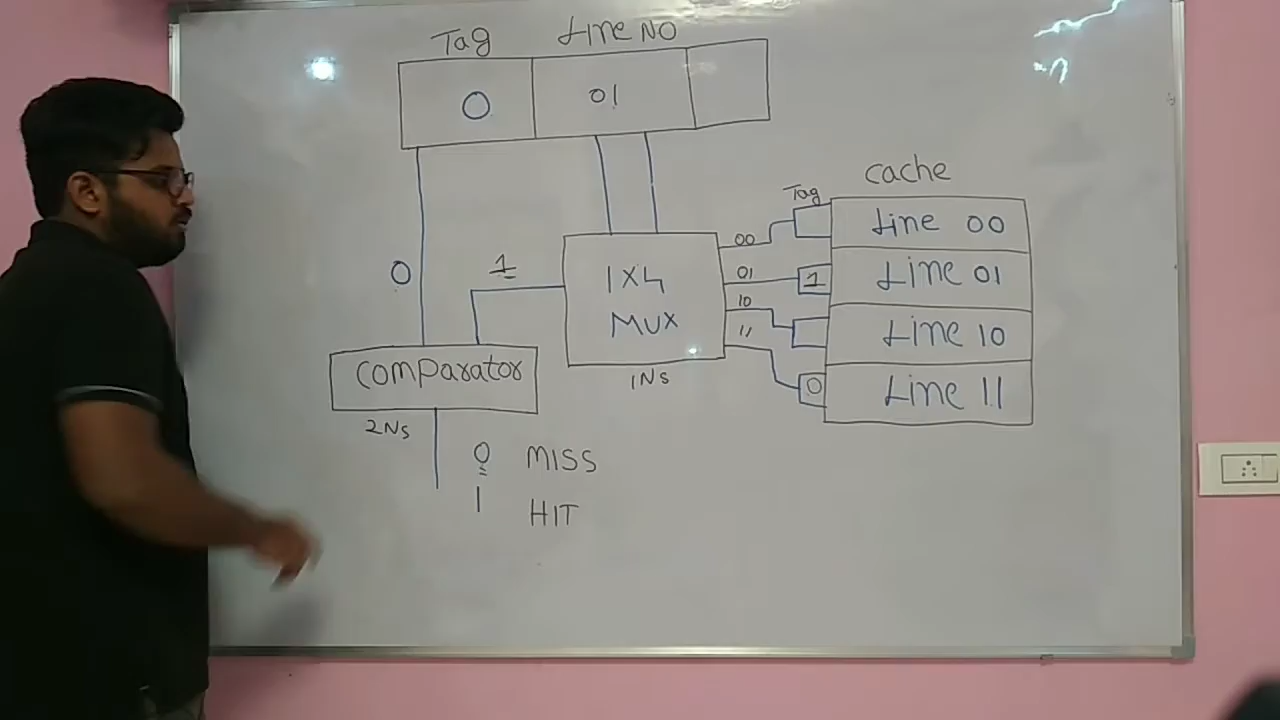 Tag Line NO
0 01
cache
Tag
00 Line 00
01 1 Line 01
10 Line 10
11 0 Line 11
0 1
1X4
MUX
1NS
comparator
2NS
0 MISS
1 HIT